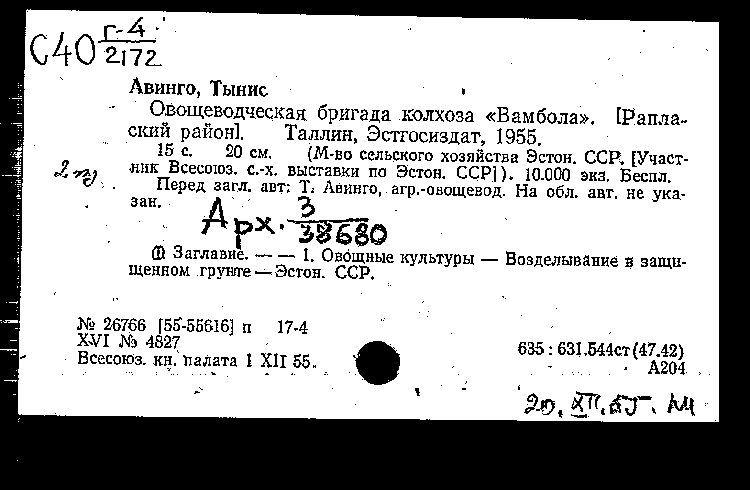 С40 г-4/2172
Авинго, Тынис
Овощеводческая бригада колхоза «Вамбола». [Рапла-
ский район]. Таллин, Эстгосиздат, 1955.
15 с. 20 см. (М-во сельского хозяйства Эстон. ССР. [Участ-
ник Всесоюз. с.-х. выставки по Эстон. ССР]). 10.000 экз. Беспл.
Перед загл. авт: Т. Авинго, агр.-овощевод. На обл. авт. не ука-
зан.
Арх. 3/38680
① Заглавие. — — 1. Овощные культуры — Возделывание в защи-
щенном грунте — Эстон. ССР.
№ 26766 [55-55616] п 17-4
XVI № 4827
Всесоюз. кн. палата 1 XII 55.
635 : 631.544ст (47.42)
А204
20. XII. 55